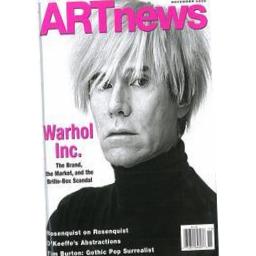 ARTnews
NOVEMBER 2009
Warhol
Inc.
The Brand,
the Market, and the
Brillo-Box Scandal
Rosenquist on Rosenquist
O'Keeffe's Abstractions
Tim Burton: Gothic Pop Surrealist